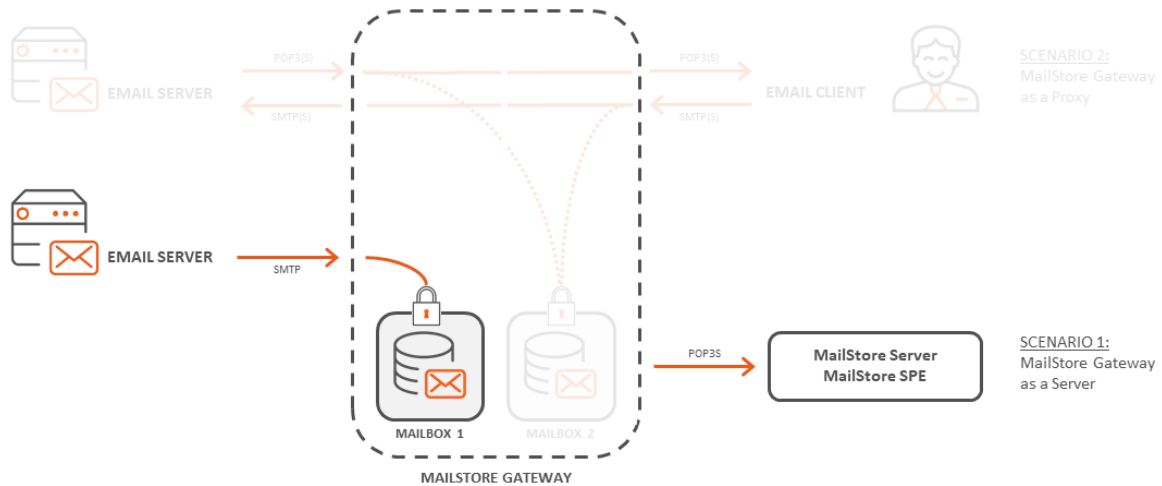 POP3(S)
POP3(S)
EMAIL SERVER
EMAIL CLIENT
SMTP(S)
SMTP(S)
SCENARIO 2:
MailStore Gateway
as a Proxy
EMAIL SERVER
SMTP
POP3S
MailStore Server
MailStore SPE
SCENARIO 1:
MailStore Gateway
as a Server
MAILBOX 1
MAILBOX 2
MAILSTORE GATEWAY